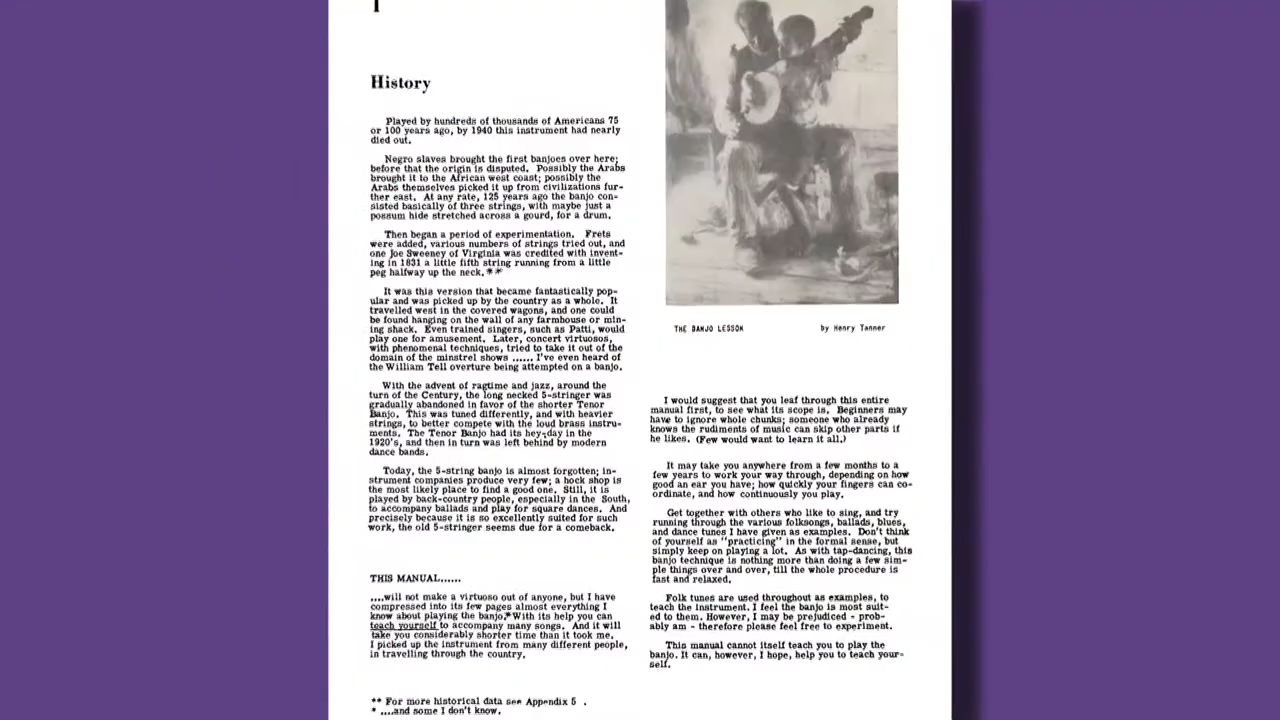 I
History
Played by hundreds of thousands of Americans 75
or 100 years ago, by 1940 this instrument had nearly
died out.
Negro slaves brought the first banjoes over here;
before that the origin is disputed. Possibly the Arabs
brought it to the African west coast; possibly the
Arabs themselves picked it up from civilizations fur-
ther east. At any rate, 125 years ago the banjo con-
sisted basically of three strings, with maybe just a
possum hide stretched across a gourd, for a drum.
Then began a period of experimentation. Frets
were added, various numbers of strings tried out, and
one Joe Sweeney of Virginia was credited with invent-
ing in 1831 a little fifth string running from a little
peg halfway up the neck.**
It was this version that became fantastically pop-
ular and was picked up by the country as a whole. It
travelled west in the covered wagons, and one could
be found hanging on the wall of any farmhouse or min-
ing shack. Even trained singers, such as Patti, would
play one for amusement. Later, concert virtuosos,
with phenomenal techniques, tried to take it out of the
domain of the minstrel shows ...... I've even heard of
the William Tell overture being attempted on a banjo.
With the advent of ragtime and jazz, around the
turn of the Century, the long necked 5-stringer was
gradually abandoned in favor of the shorter Tenor
Banjo. This was tuned differently, and with heavier
strings, to better compete with the loud brass instru-
ments. The Tenor Banjo had its hey-day in the
1920's, and then in turn was left behind by modern
dance bands.
Today, the 5-string banjo is almost forgotten; in-
strument companies produce very few; a hock shop is
the most likely place to find a good one. Still, it is
played by back-country people, especially in the South,
to accompany ballads and play for square dances. And
precisely because it is so excellently suited for such
work, the old 5-stringer seems due for a comeback.
THIS MANUAL......
....will not make a virtuoso out of anyone, but I have
compressed into its few pages almost everything I
know about playing the banjo.* With its help you can
teach yourself to accompany many songs. And it will
take you considerably shorter time than it took me.
I picked up the instrument from many different people,
in travelling through the country.
** For more historical data see Appendix 5 .
* ....and some I don't know.
THE BANJO LESSON by Henry Tanner
I would suggest that you leaf through this entire
manual first, to see what its scope is. Beginners may
have to ignore whole chunks; someone who already
knows the rudiments of music can skip other parts if
he likes. (Few would want to learn it all.)
It may take you anywhere from a few months to a
few years to work your way through, depending on how
good an ear you have; how quickly your fingers can co-
ordinate, and how continuously you play.
Get together with others who like to sing, and try
running through the various folksongs, ballads, blues,
and dance tunes I have given as examples. Don't think
of yourself as "practicing" in the formal sense, but
simply keep on playing a lot. As with tap-dancing, this
banjo technique is nothing more than doing a few sim-
ple things over and over, till the whole procedure is
fast and relaxed.
Folk tunes are used throughout as examples, to
teach the instrument. I feel the banjo is most suit-
ed to them. However, I may be prejudiced - prob-
ably am - therefore please feel free to experiment.
This manual cannot itself teach you to play the
banjo. It can, however, I hope, help you to teach your-
self.